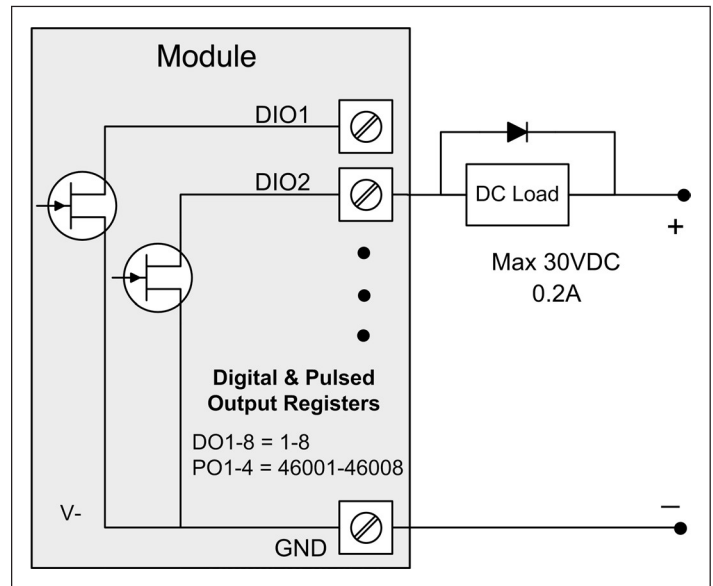 Module
DIO1
DIO2
DC Load
+
Max 30VDC
0.2A
Digital & Pulsed
Output Registers
DO1-8 = 1-8
PO1-4 = 46001-46008
V-
GND
–